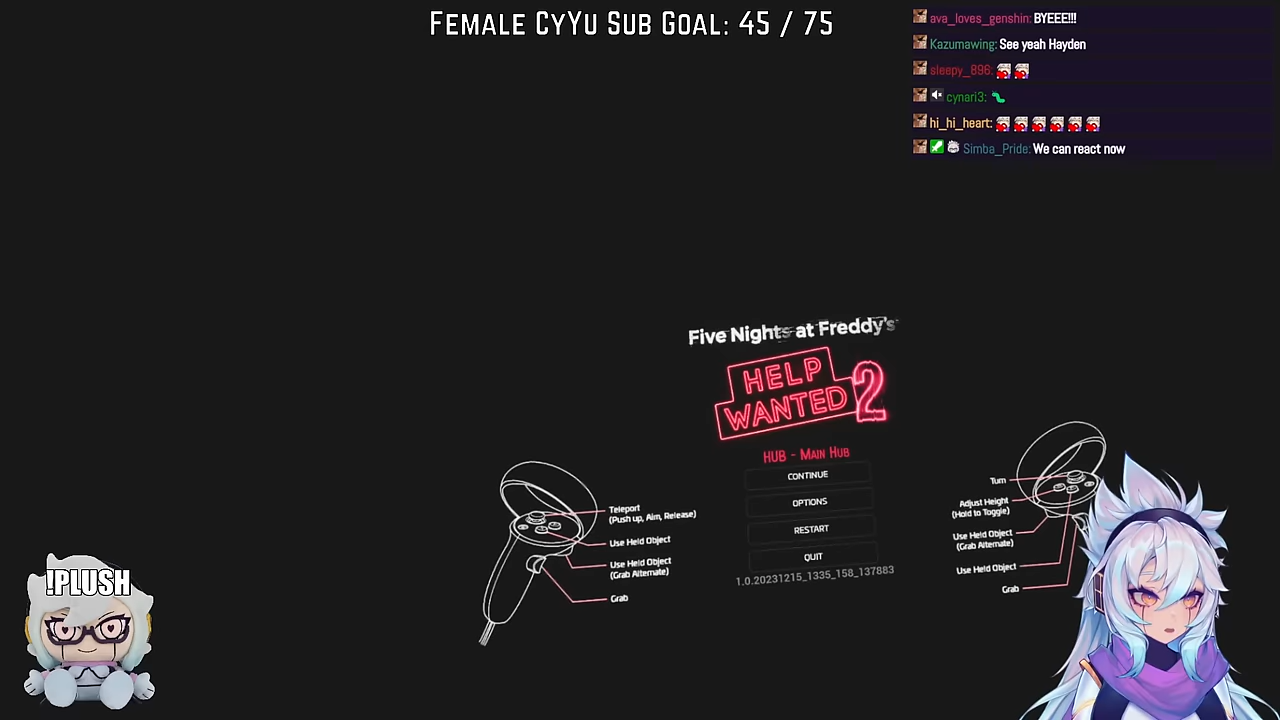 Female CyYu Sub Goal: 45 / 75
ava_loves_genshin: BYEEE!!!
Kazumawing: See yeah Hayden
sleepy_896:
cynari3:
hi_hi_heart:
Simba_Pride: We can react now
Five Nights at Freddy's
HELP
WANTED 2
HUB - Main Hub
CONTINUE
OPTIONS
RESTART
QUIT
1.0.20231215_1335_158_137883
Teleport
(Push up, Aim, Release)
Use Held Object
Use Held Object
(Grab Alternate)
Grab
Turn
Adjust Height
(Hold to Toggle)
Use Held Object
(Grab Alternate)
Use Held Object
Grab
!PLUSH